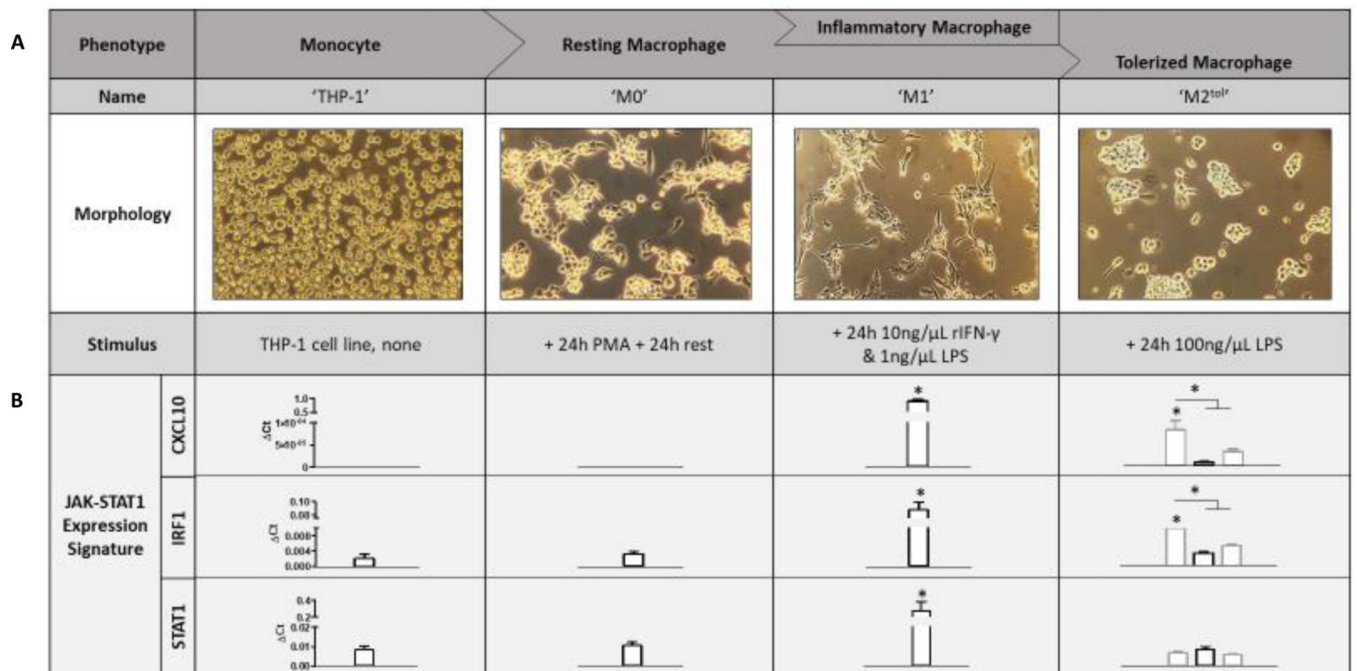 A
Phenotype
Monocyte
Resting Macrophage
Inflammatory Macrophage
Tolerized Macrophage
Name
‘THP-1’
‘M0’
‘M1’
‘M2tol’
Morphology
Stimulus
THP-1 cell line, none
+ 24h PMA + 24h rest
+ 24h 10ng/µL rIFN-γ
& 1ng/µL LPS
+ 24h 100ng/µL LPS
B
JAK-STAT1
Expression
Signature
CXCL10
ΔCt
1.0
0.5
0
*
*
*
IRF1
ΔCt
0.10
0.08
0.008
0.004
0.000
*
*
*
STAT1
ΔCt
0.4
0.2
0.02
0.01
0.00
*